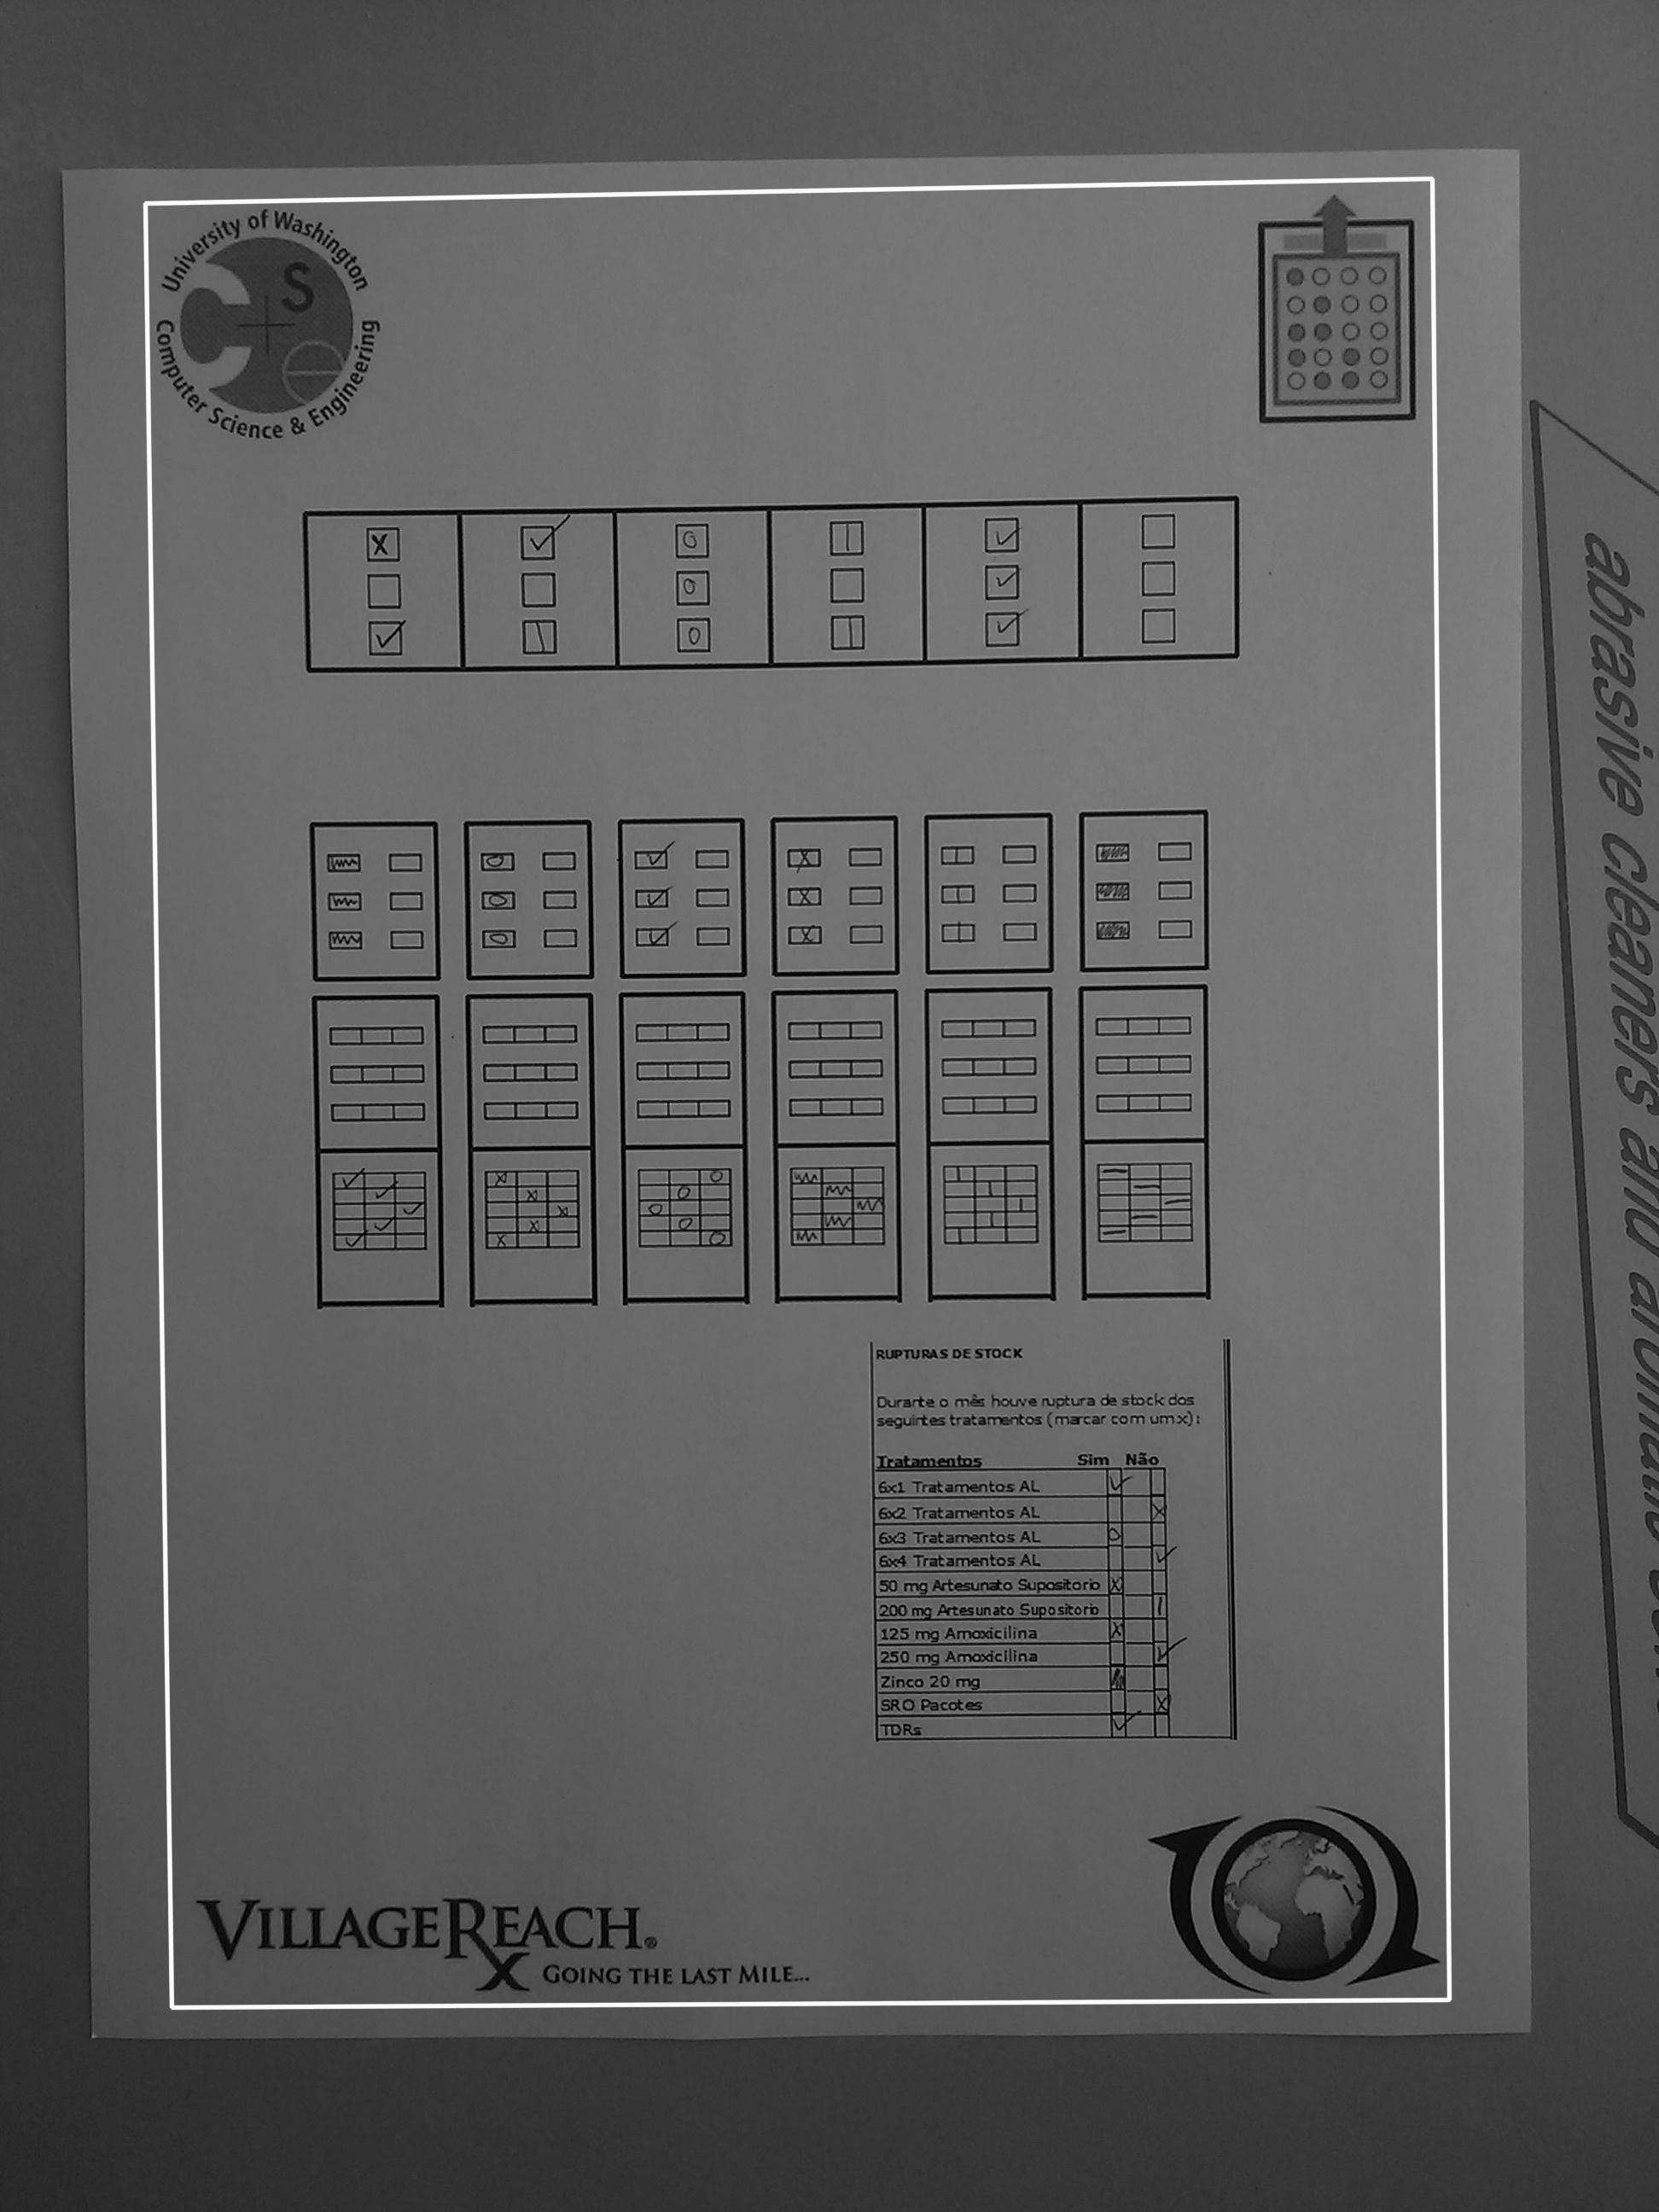 University of Washington
Computer Science & Engineering
C+S
RUPTURAS DE STOCK
Durante o mês houve ruptura de stock dos
seguintes tratamentos (marcar com um x):
Tratamentos Sim Não
6x1 Tratamentos AL
6x2 Tratamentos AL
6x3 Tratamentos AL
6x4 Tratamentos AL
50 mg Artesunato Supositorio
200 mg Artesunato Supositorio
125 mg Amoxicilina
250 mg Amoxicilina
Zinco 20 mg
SRO Pacotes
TDRs
VILLAGEREACH®
GOING THE LAST MILE...
abrasive cleaners and aromatic